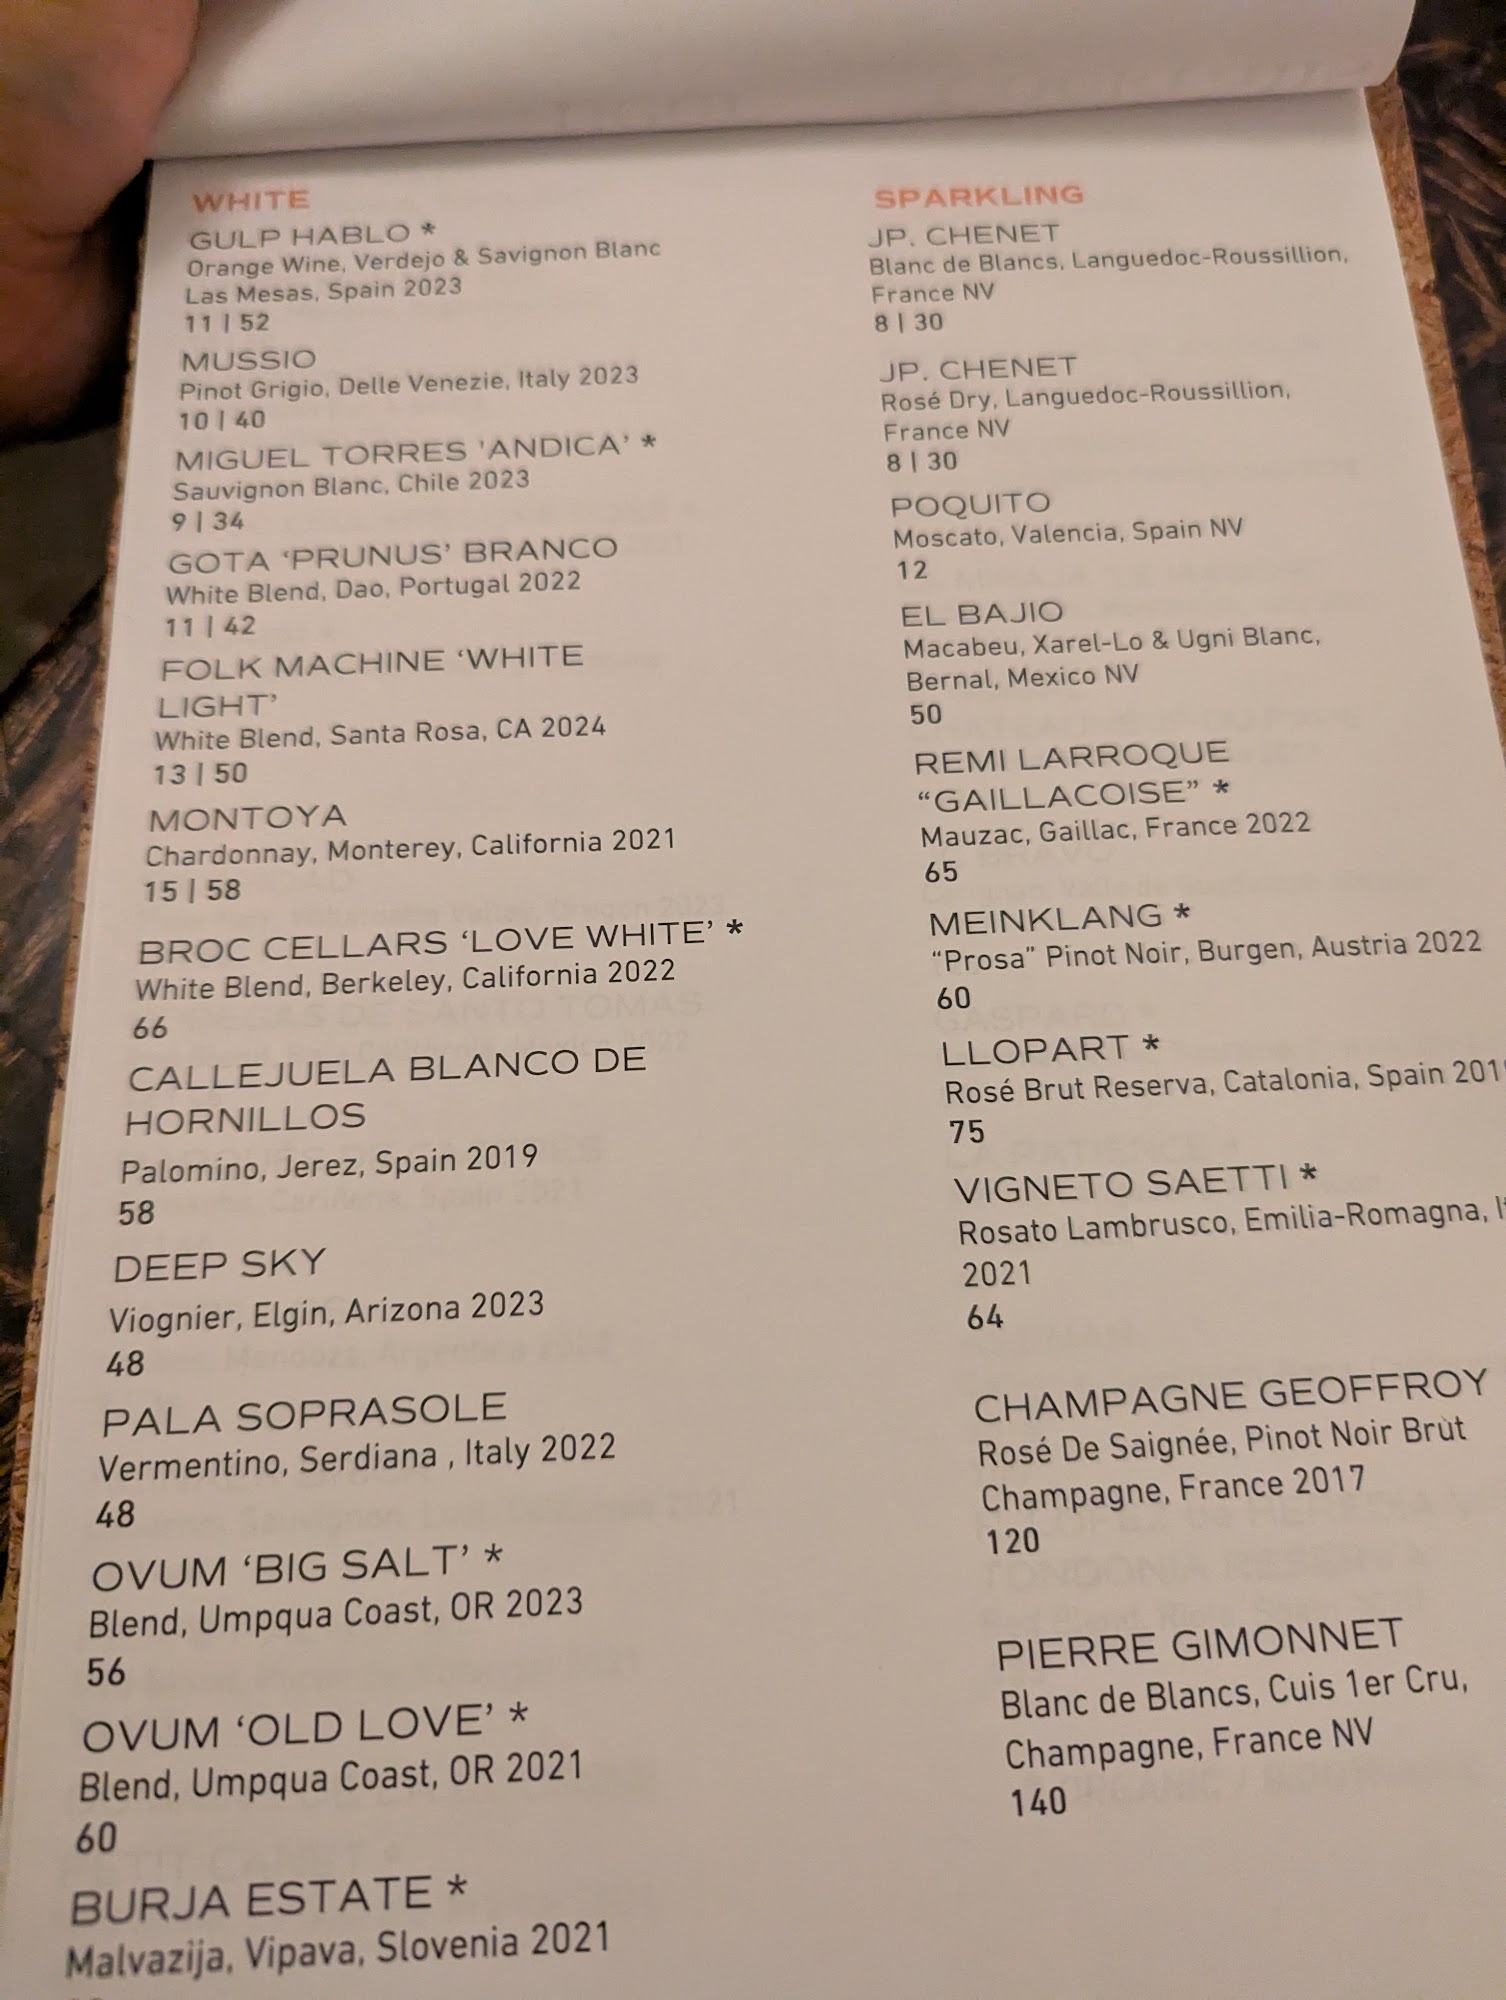 WHITE
GULP HABLO *
Orange Wine, Verdejo & Savignon Blanc
Las Mesas, Spain 2023
11 | 52
MUSSIO
Pinot Grigio, Delle Venezie, Italy 2023
10 | 40
MIGUEL TORRES 'ANDICA' *
Sauvignon Blanc, Chile 2023
9 | 34
GOTA ‘PRUNUS’ BRANCO
White Blend, Dao, Portugal 2022
11 | 42
FOLK MACHINE ‘WHITE
LIGHT’
White Blend, Santa Rosa, CA 2024
13 | 50
MONTOYA
Chardonnay, Monterey, California 2021
15 | 58
BROC CELLARS ‘LOVE WHITE’ *
White Blend, Berkeley, California 2022
66
CALLEJUELA BLANCO DE
HORNILLOS
Palomino, Jerez, Spain 2019
58
DEEP SKY
Viognier, Elgin, Arizona 2023
48
PALA SOPRASOLE
Vermentino, Serdiana , Italy 2022
48
OVUM ‘BIG SALT’ *
Blend, Umpqua Coast, OR 2023
56
OVUM ‘OLD LOVE’ *
Blend, Umpqua Coast, OR 2021
60
BURJA ESTATE *
Malvazija, Vipava, Slovenia 2021
SPARKLING
JP. CHENET
Blanc de Blancs, Languedoc-Roussillion,
France NV
8 | 30
JP. CHENET
Rosé Dry, Languedoc-Roussillion,
France NV
8 | 30
POQUITO
Moscato, Valencia, Spain NV
12
EL BAJIO
Macabeu, Xarel-Lo & Ugni Blanc,
Bernal, Mexico NV
50
REMI LARROQUE
“GAILLACOISE” *
Mauzac, Gaillac, France 2022
65
MEINKLANG *
“Prosa” Pinot Noir, Burgen, Austria 2022
60
LLOPART *
Rosé Brut Reserva, Catalonia, Spain
75
VIGNETO SAETTI *
Rosato Lambrusco, Emilia-Romagna,
2021
64
CHAMPAGNE GEOFFROY
Rosé De Saignée, Pinot Noir Brùt
Champagne, France 2017
120
PIERRE GIMONNET
Blanc de Blancs, Cuis 1er Cru,
Champagne, France NV
140